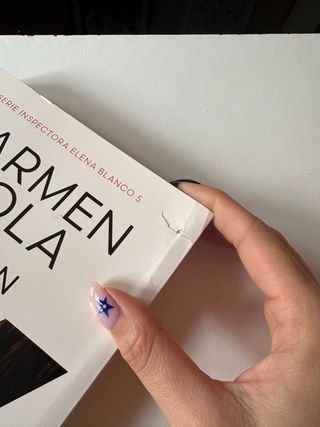 SERIE INSPECTORA ELENA BLANCO 5
ARMEN
OLA
N